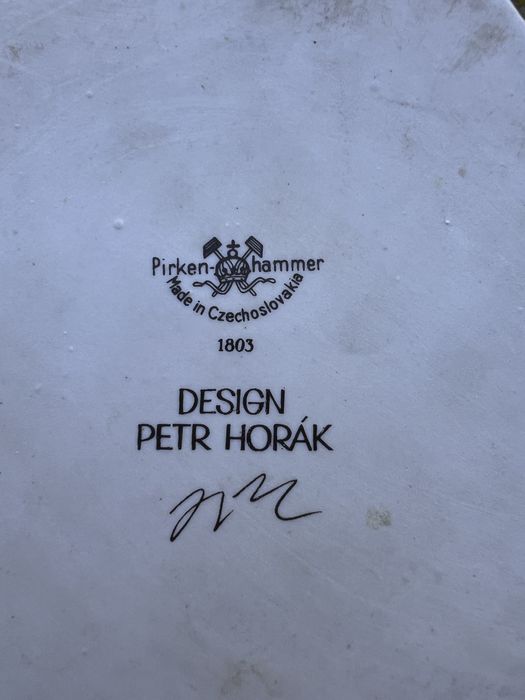 Pirken-hammer
Made in Czechoslovakia
1803
DESIGN
PETR HORÁK